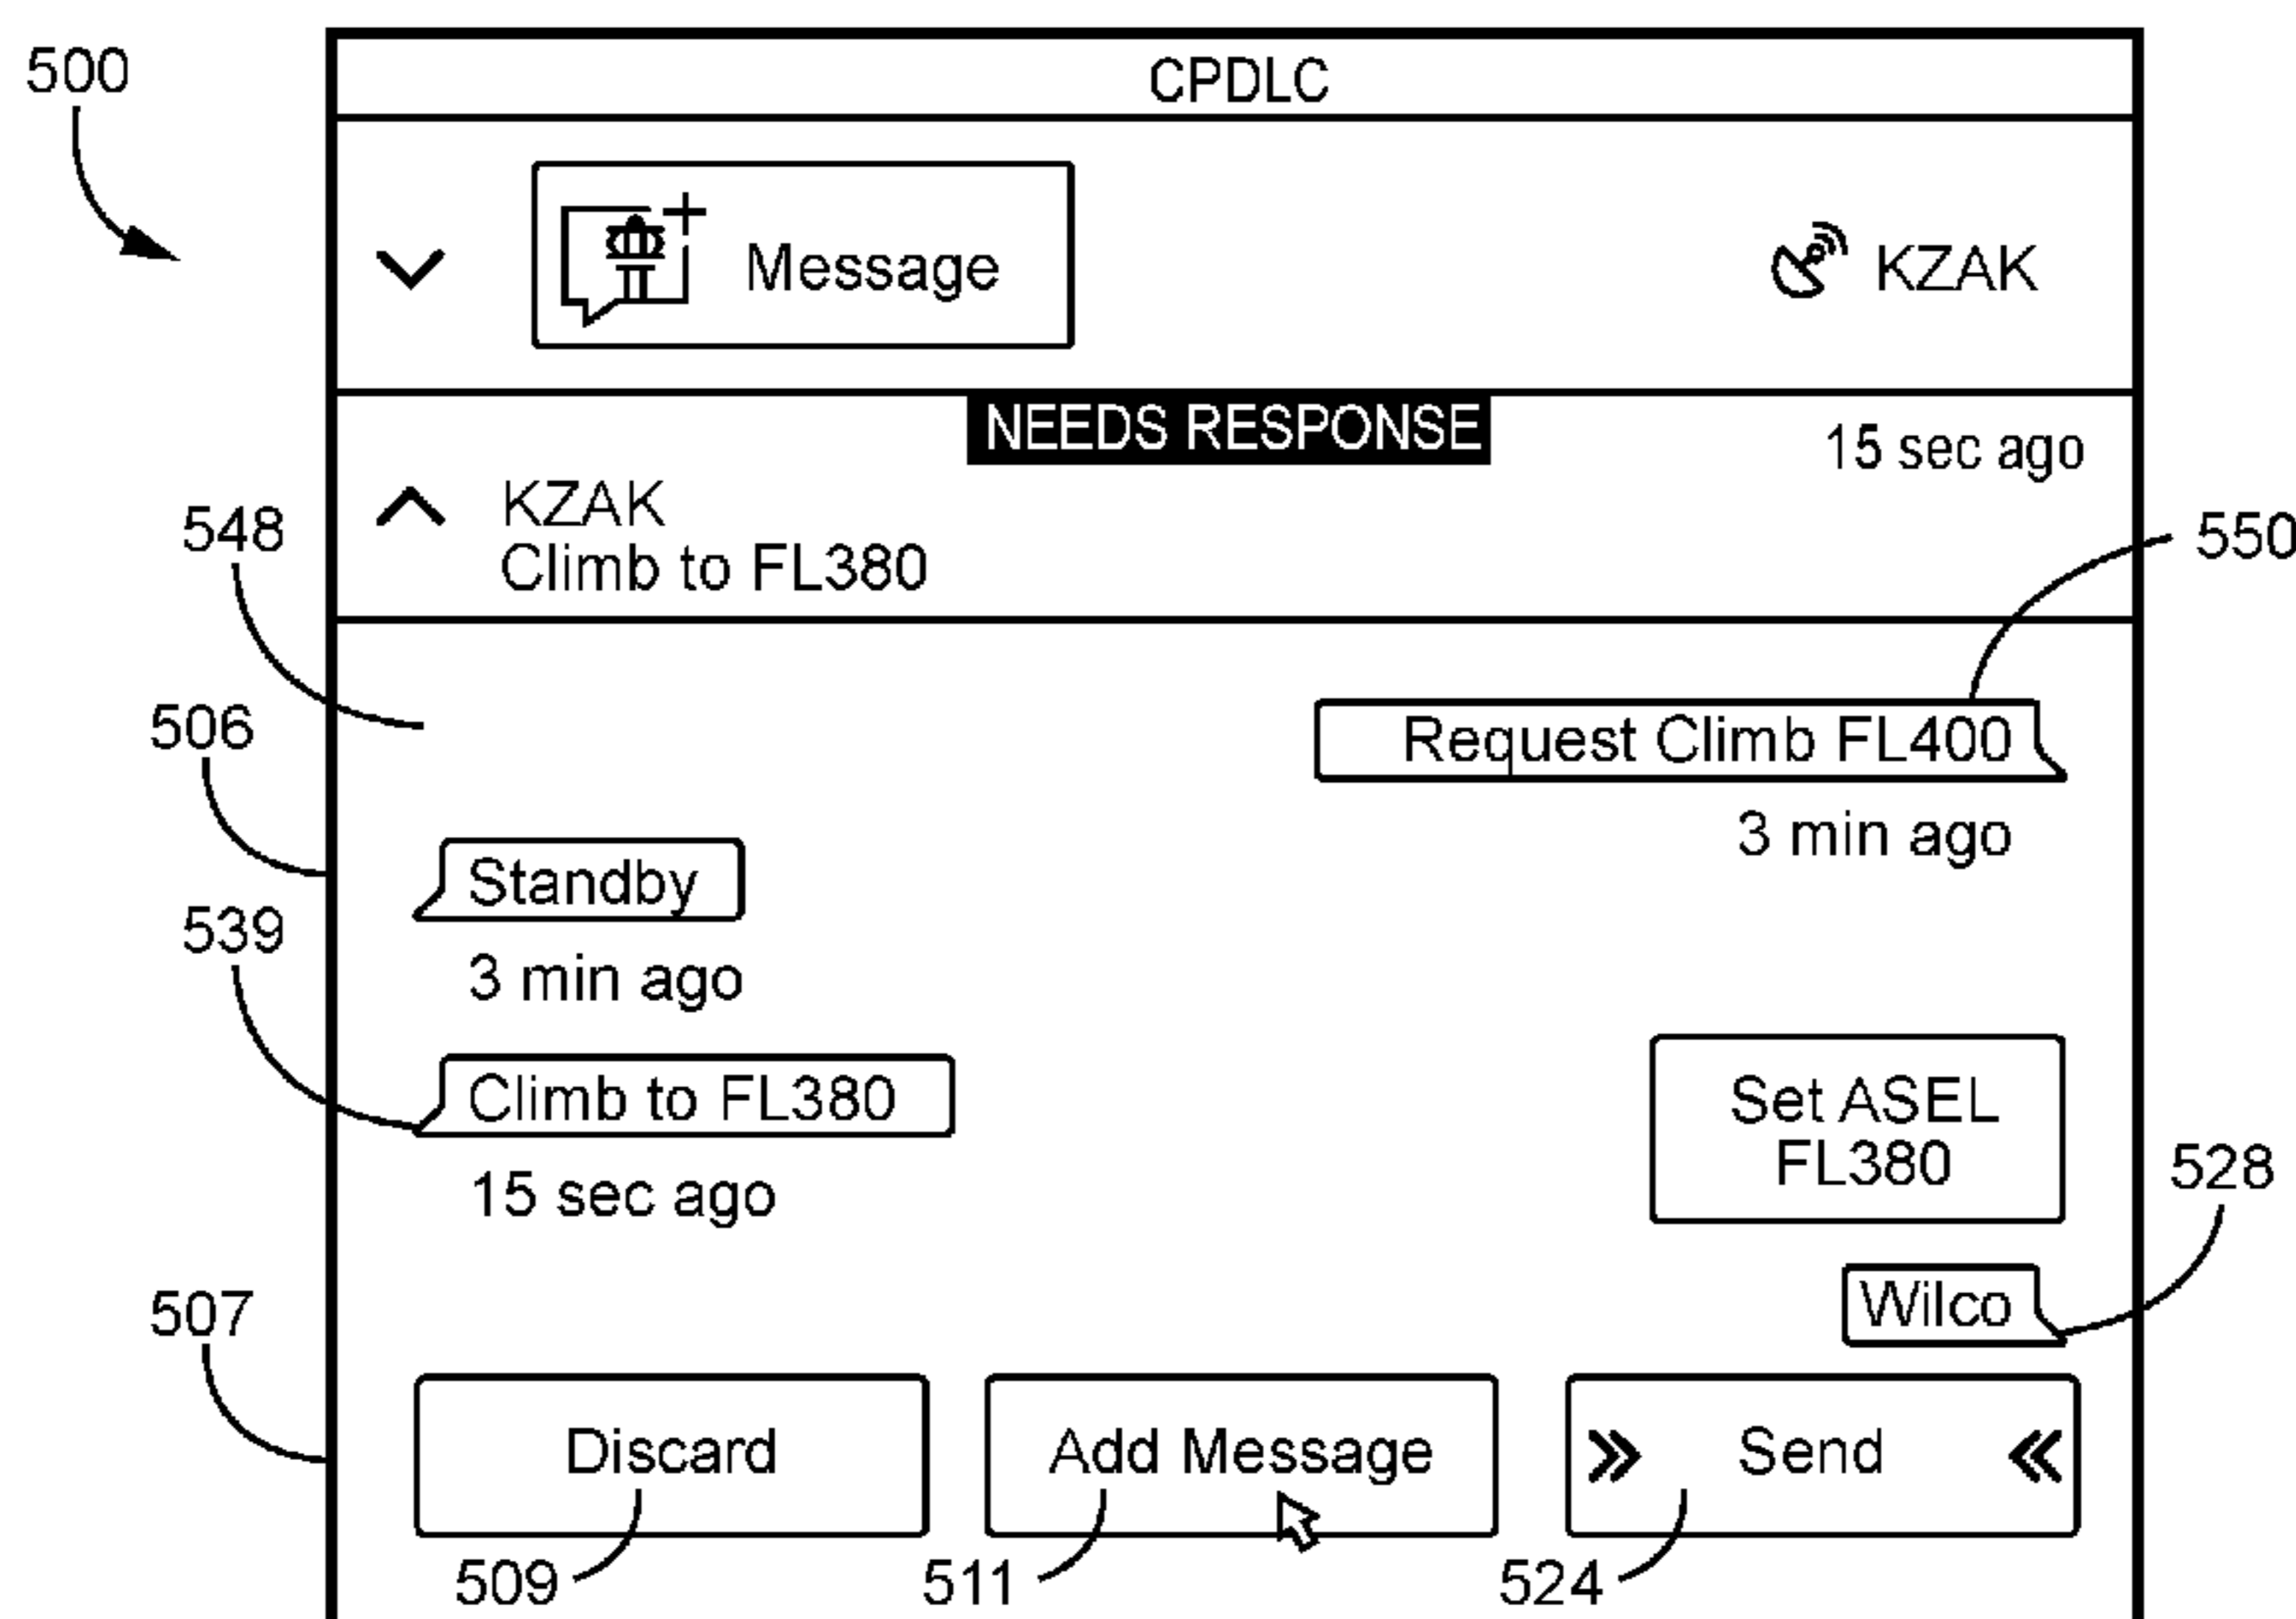 500
CPDLC
Message
KZAK
NEEDS RESPONSE
15 sec ago
KZAK
Climb to FL380
548
550
506
Request Climb FL400
3 min ago
Standby
539
3 min ago
Climb to FL380
15 sec ago
Set ASEL
FL380
528
507
Wilco
Discard
Add Message
Send
509
511
524